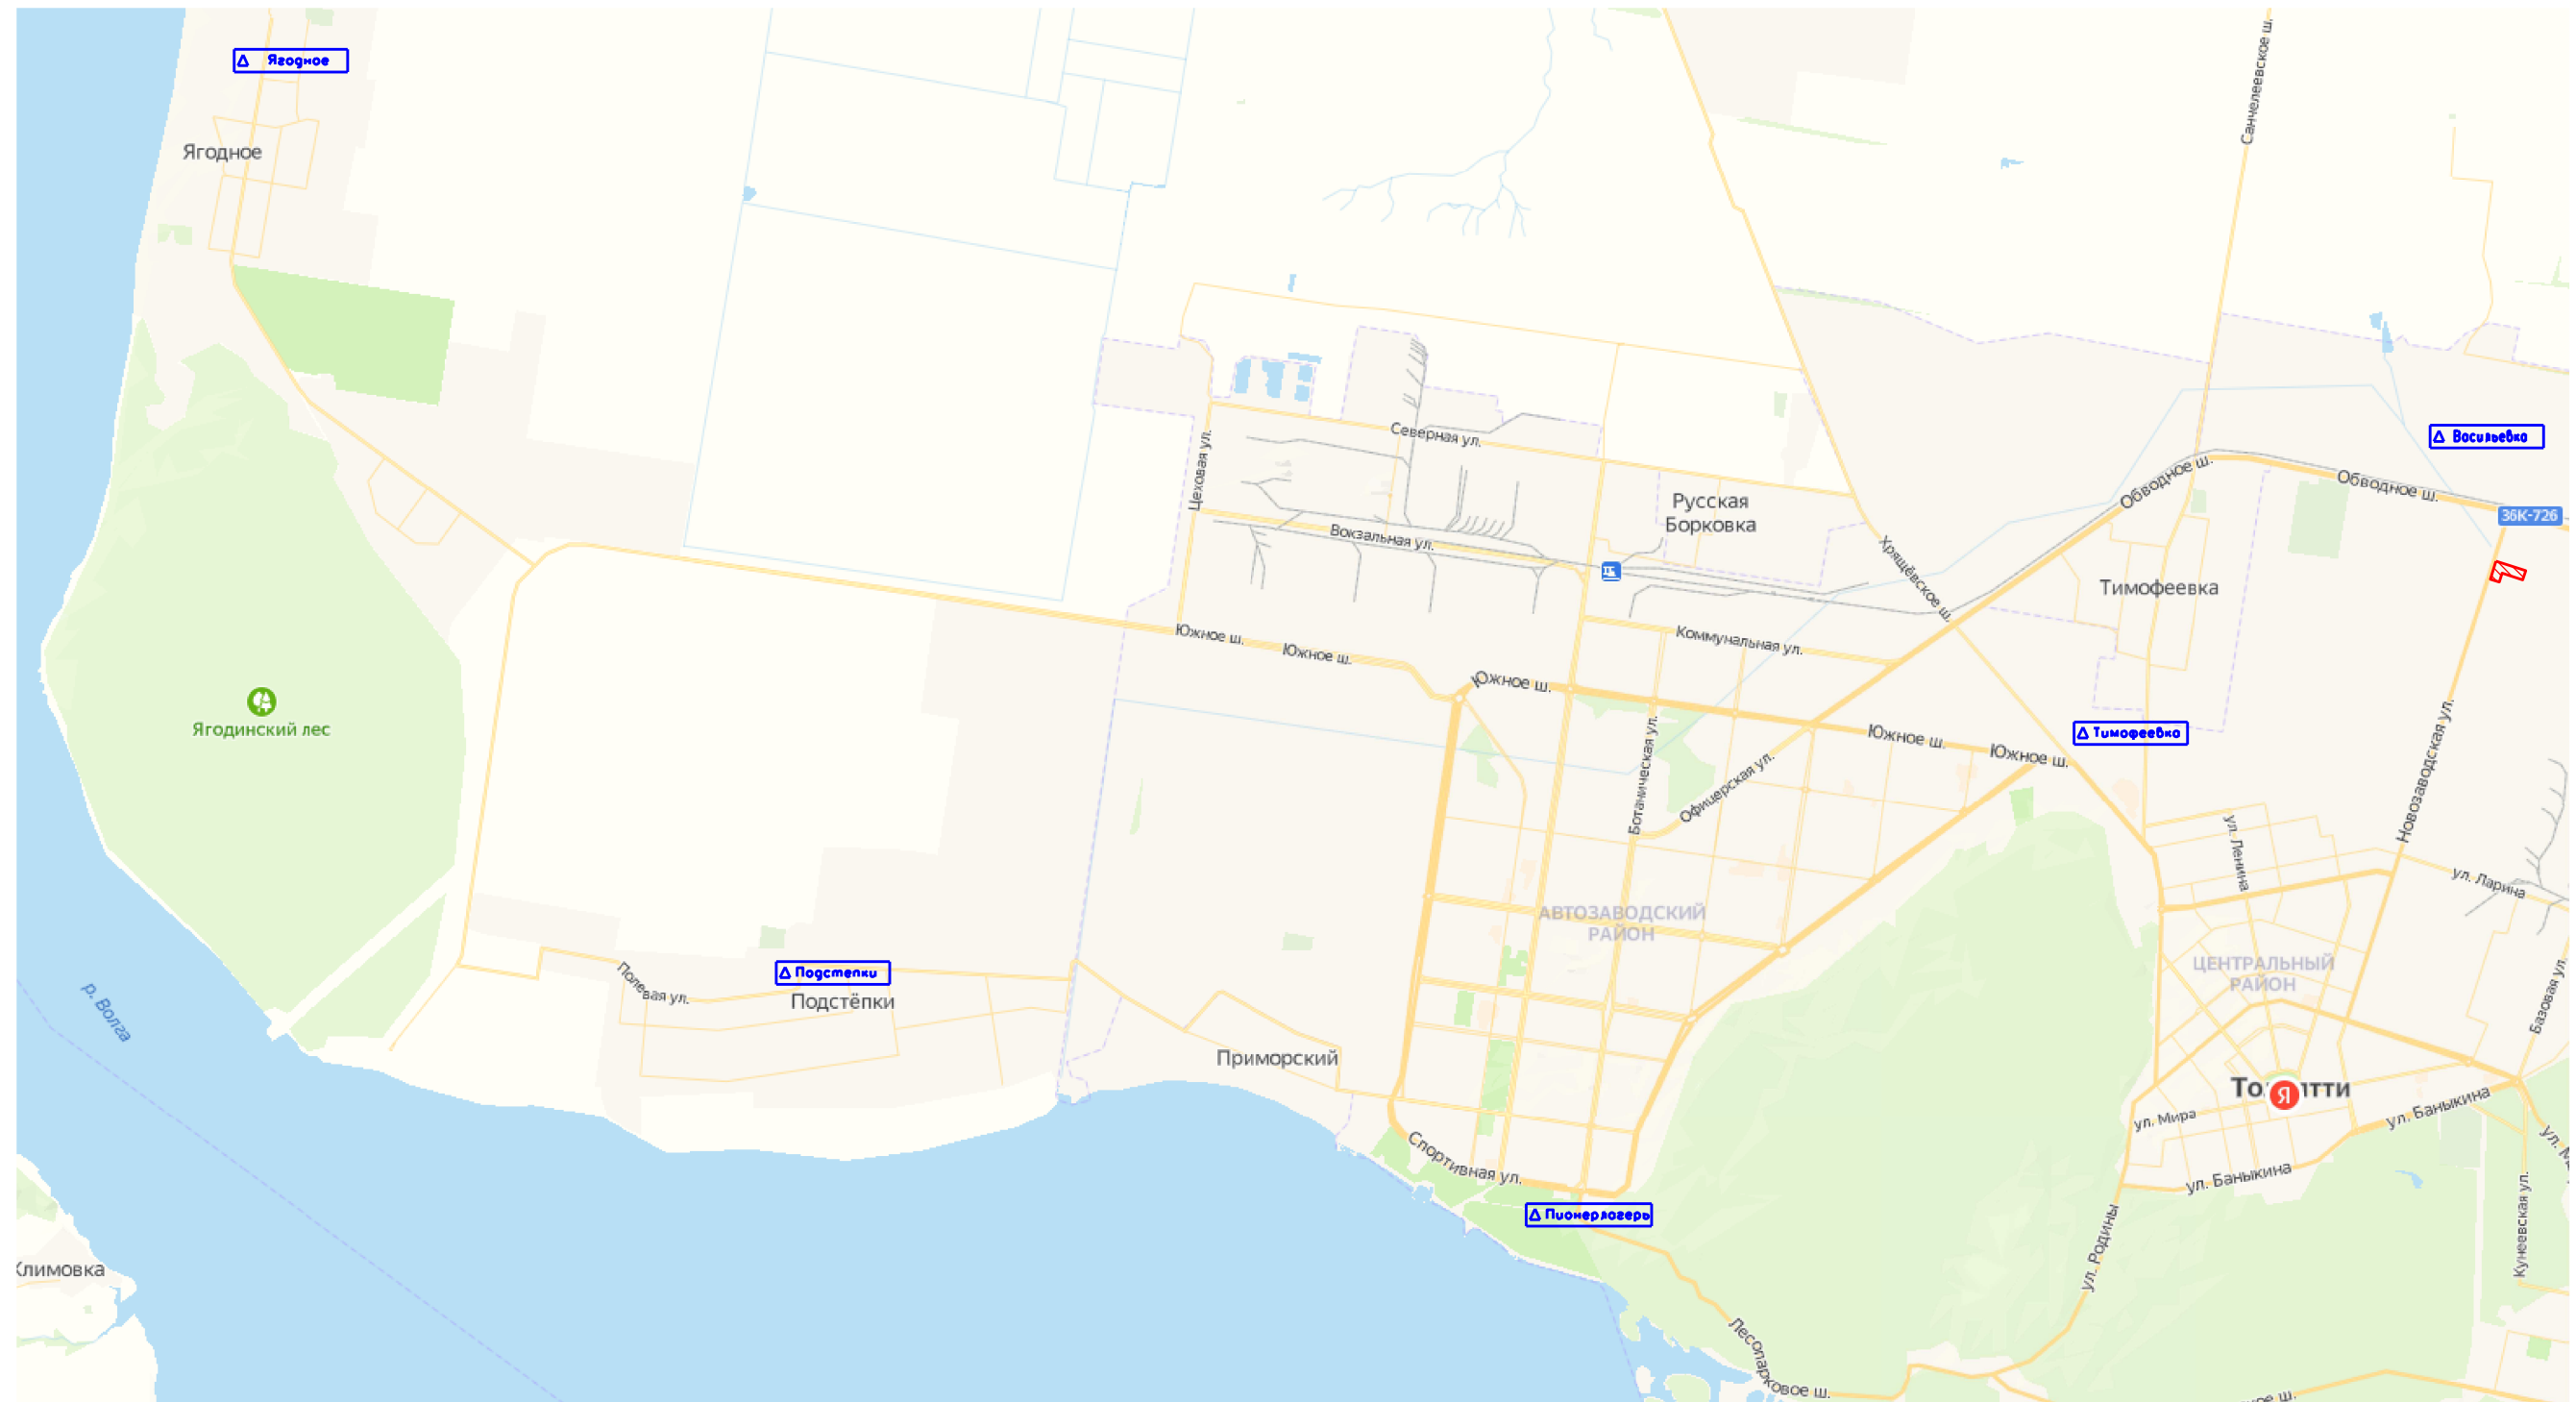 Санчелеевское ш.
Δ Ягодное
Ягодное
Δ Васильевка
Северная ул.
Цеховая ул.
Обводное ш.
Обводное ш.
Русская
Борковка
36К-726
Вокзальная ул.
Хрящёвское ш.
Тимофеевка
Южное ш.
Южное ш.
Коммунальная ул.
Южное ш.
Ягодинский лес
Ботаническая ул.
Южное ш.
Южное ш.
Δ Тимофеевка
Новозаводская ул.
Офицерская ул.
ул. Ленина
ул. Ларина
АВТОЗАВОДСКИЙ
РАЙОН
ЦЕНТРАЛЬНЫЙ
РАЙОН
Δ Подстепки
Подстёпки
Полевая ул.
р. Волга
Базовая ул.
Приморский
Я
ул. Мира
ул. Баныкина
ул. Баныкина
Спортивная ул.
Δ Пионерлагерь
Климовка
ул. Родины
Кунеевская ул.
Лесопарковое ш.